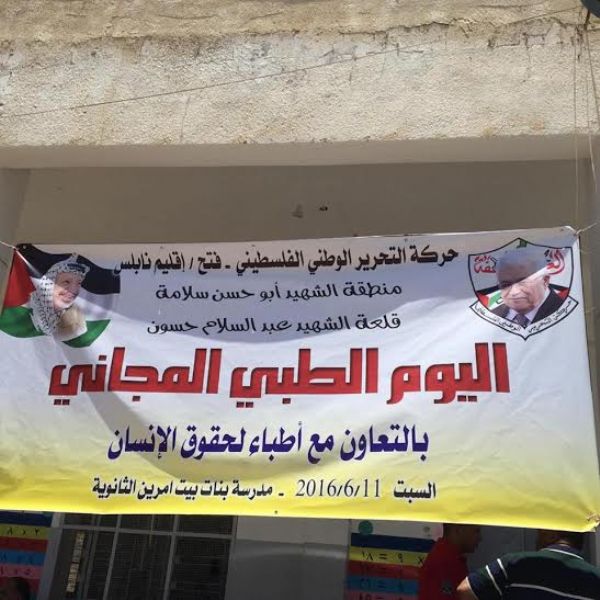 حركة التحرير الوطني الفلسطيني - فتح / إقليم نابلس
منطقة الشهيد أبو حسن سلامة
قلعة الشهيد عبد السلام حسون
اليوم الطبي المجاني
بالتعاون مع أطباء لحقوق الإنسان
السبت 2016/6/11 - مدرسة بنات بيت امرين الثانوية